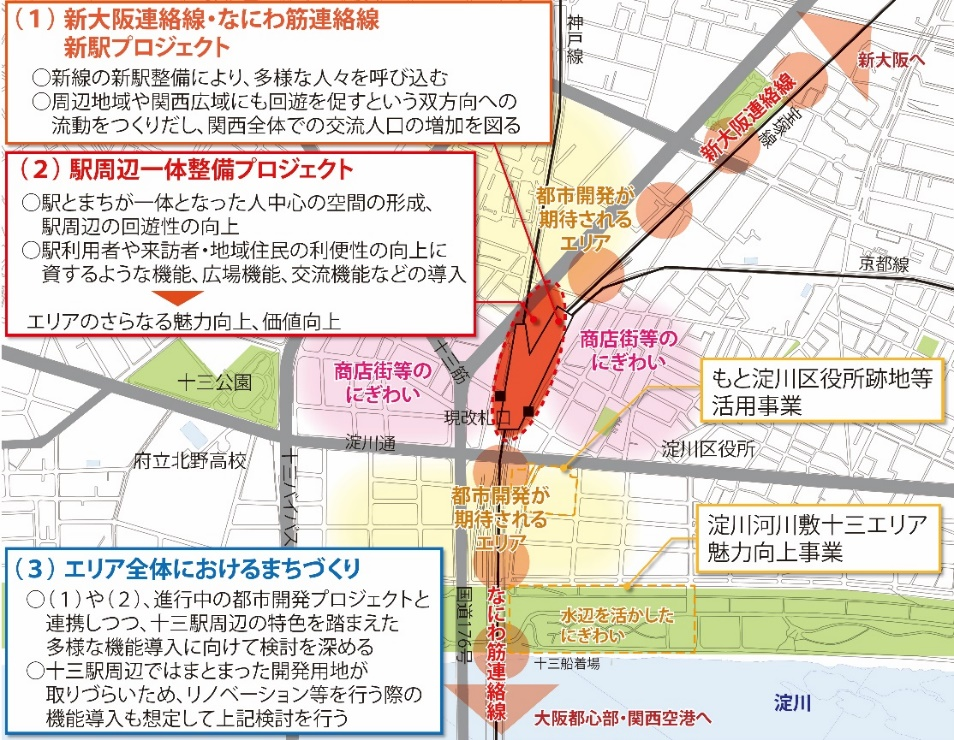 (1)新大阪連絡線・なにわ筋連絡線
新駅プロジェクト
○新線の新駅整備により、多様な人々を呼び込む
○周辺地域や関西広域にも回遊を促すという双方向への
流動をつくりだし、関西全体での交流人口の増加を図る
(2)駅周辺一体整備プロジェクト
○駅とまちが一体となった人中心の空間の形成、
駅周辺の回遊性の向上
○駅利用者や来訪者・地域住民の利便性の向上に
資するような機能、広場機能、交流機能などの導入
エリアのさらなる魅力向上、価値向上
神戸線
新大阪へ
新大阪連絡線
宝塚線
都市開発が
期待される
エリア
京都線
商店街等の
にぎわい
商店街等の
にぎわい
十三筋
十三公園
現改札口
もと淀川区役所跡地等
活用事業
淀川通
淀川区役所
府立北野高校
十三バイパス
都市開発が
期待される
エリア
淀川河川敷十三エリア
魅力向上事業
(3)エリア全体におけるまちづくり
○(1)や(2)、進行中の都市開発プロジェクトと
連携しつつ、十三駅周辺の特色を踏まえた
多様な機能導入に向けて検討を深める
○十三駅周辺ではまとまった開発用地が
取りづらいため、リノベーション等を行う際の
機能導入も想定して上記検討を行う
国道176号
なにわ筋連絡線
水辺を活かした
にぎわい
十三船着場
淀川
大阪都心部・関西空港へ